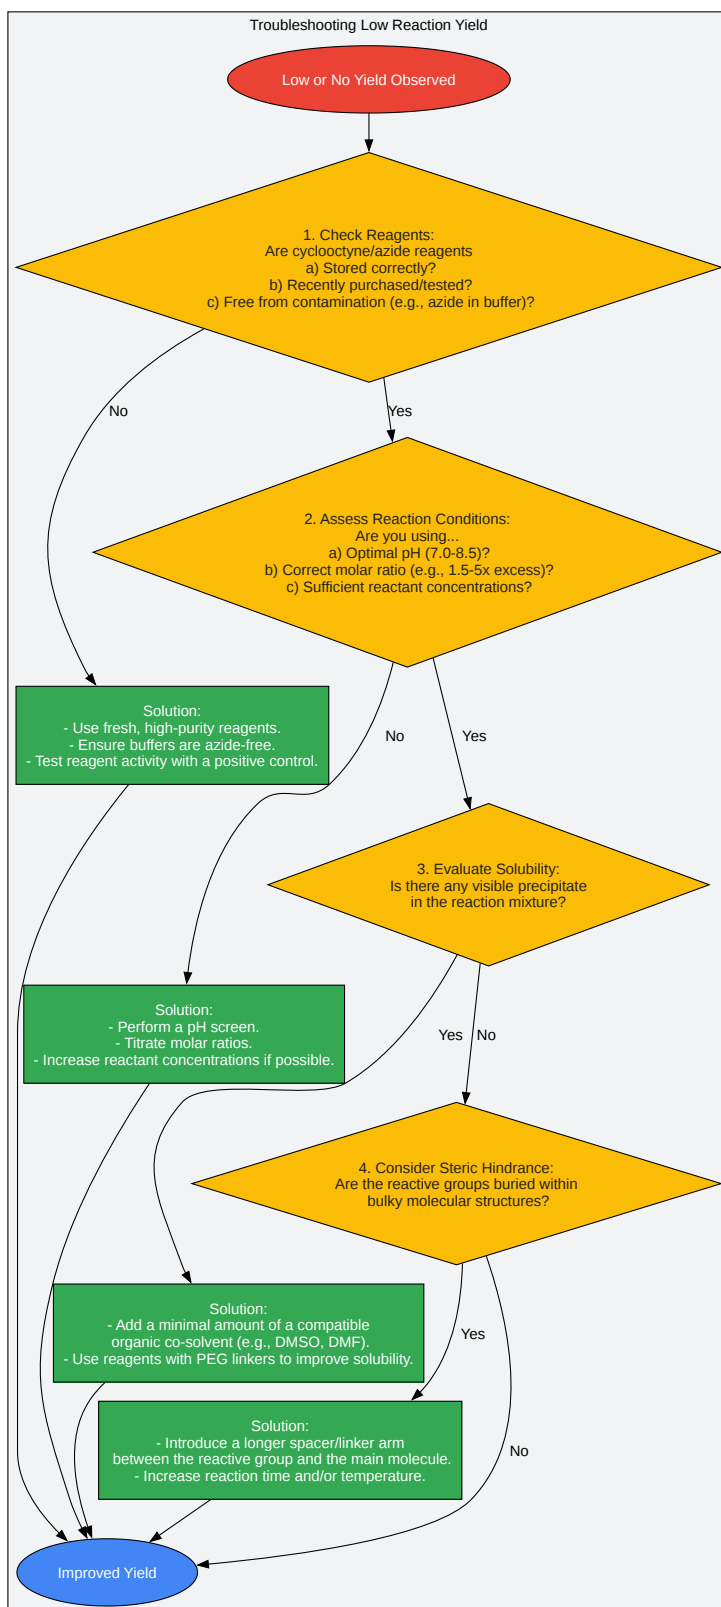 Troubleshooting Low Reaction Yield
Low or No Yield Observed
1. Check Reagents:
Are cyclooctyne/azide reagents
a) Stored correctly?
b) Recently purchased/tested?
c) Free from contamination (e.g., azide in buffer)?
No
Yes
2. Assess Reaction Conditions:
Are you using...
a) Optimal pH (7.0-8.5)?
b) Correct molar ratio (e.g., 1.5-5x excess)?
c) Sufficient reactant concentrations?
Solution:
- Use fresh, high-purity reagents.
- Ensure buffers are azide-free.
- Test reagent activity with a positive control.
No
Yes
3. Evaluate Solubility:
Is there any visible precipitate
in the reaction mixture?
Solution:
- Perform a pH screen.
- Titrate molar ratios.
- Increase reactant concentrations if possible.
Yes
No
4. Consider Steric Hindrance:
Are the reactive groups buried within
bulky molecular structures?
Solution:
- Add a minimal amount of a compatible
organic co-solvent (e.g., DMSO, DMF).
- Use reagents with PEG linkers to improve solubility.
Yes
Solution:
- Introduce a longer spacer/linker arm
between the reactive group and the main molecule.
- Increase reaction time and/or temperature.
No
Improved Yield